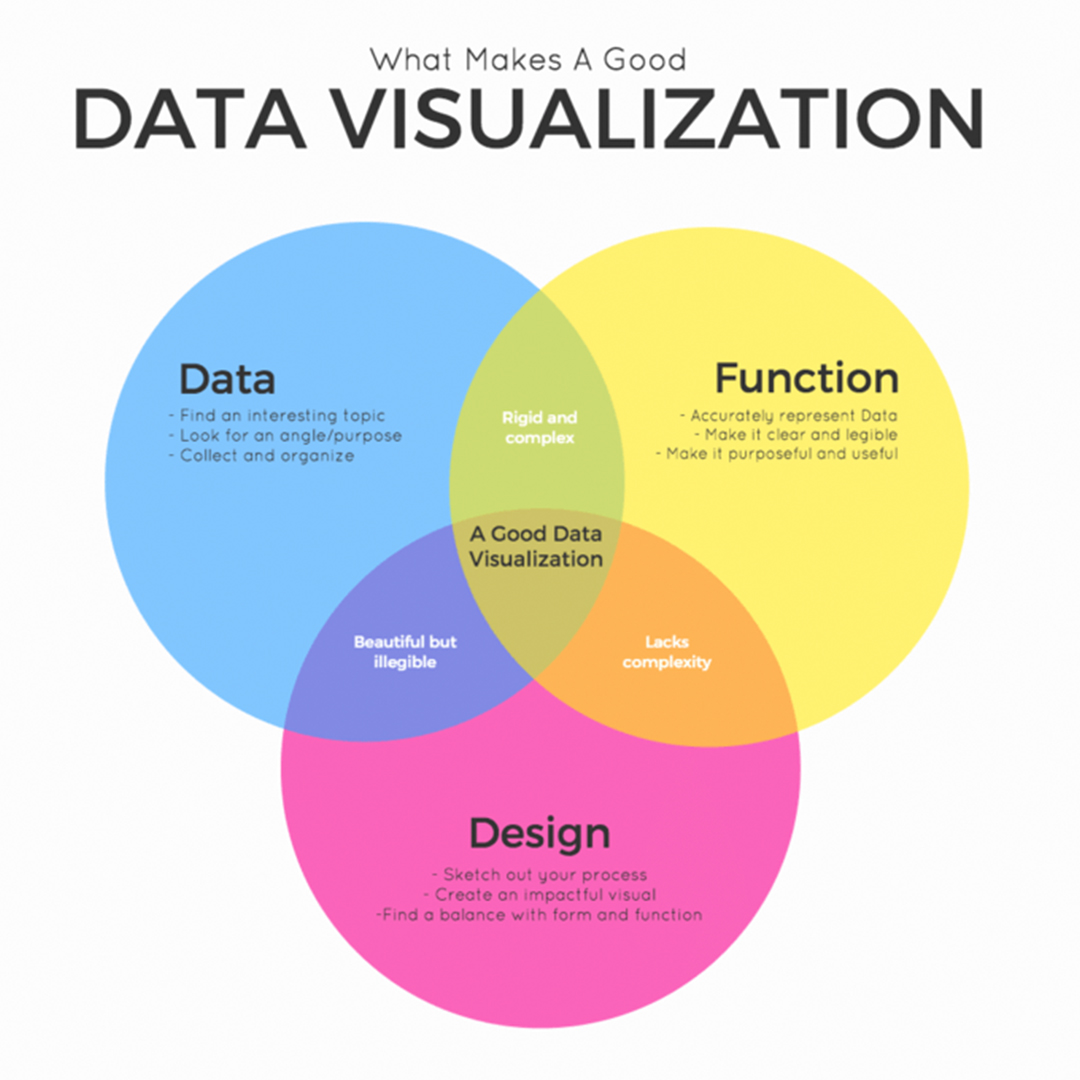 What Makes A Good
DATA VISUALIZATION
Data
- Find an interesting topic
- Look for an angle/purpose
- Collect and organize
Function
- Accurately represent Data
- Make it clear and legible
- Make it purposeful and useful
Rigid and
complex
A Good Data
Visualization
Beautiful but
illegible
Lacks
complexity
Design
- Sketch out your process
- Create an impactful visual
-Find a balance with form and function